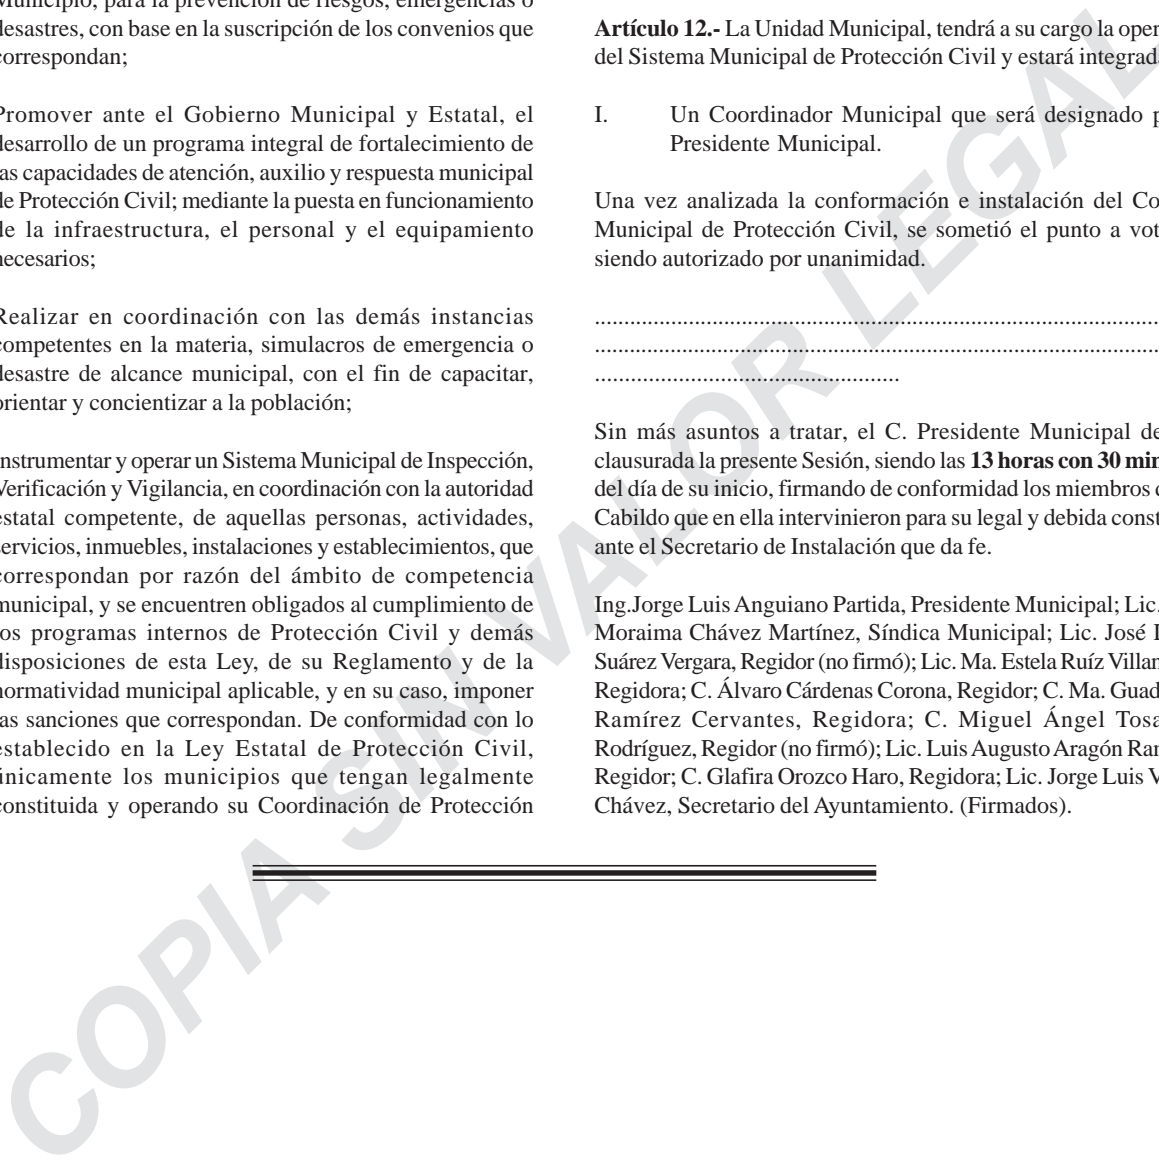 Municipio, para la prevención de riesgos, emergencias o
desastres, con base en la suscripción de los convenios que
correspondan;
Promover ante el Gobierno Municipal y Estatal, el
desarrollo de un programa integral de fortalecimiento de
las capacidades de atención, auxilio y respuesta municipal
de Protección Civil; mediante la puesta en funcionamiento
de la infraestructura, el personal y el equipamiento
necesarios;
Realizar en coordinación con las demás instancias
competentes en la materia, simulacros de emergencia o
desastre de alcance municipal, con el fin de capacitar,
orientar y concientizar a la población;
Instrumentar y operar un Sistema Municipal de Inspección,
Verificación y Vigilancia, en coordinación con la autoridad
estatal competente, de aquellas personas, actividades,
servicios, inmuebles, instalaciones y establecimientos, que
correspondan por razón del ámbito de competencia
municipal, y se encuentren obligados al cumplimiento de
los programas internos de Protección Civil y demás
disposiciones de esta Ley, de su Reglamento y de la
normatividad municipal aplicable, y en su caso, imponer
las sanciones que correspondan. De conformidad con lo
establecido en la Ley Estatal de Protección Civil,
únicamente los municipios que tengan legalmente
constituida y operando su Coordinación de Protección
Artículo 12.- La Unidad Municipal, tendrá a su cargo la oper
del Sistema Municipal de Protección Civil y estará integrad
I. Un Coordinador Municipal que será designado p
Presidente Municipal.
Una vez analizada la conformación e instalación del Co
Municipal de Protección Civil, se sometió el punto a vot
siendo autorizado por unanimidad.
Sin más asuntos a tratar, el C. Presidente Municipal de
clausurada la presente Sesión, siendo las 13 horas con 30 min
del día de su inicio, firmando de conformidad los miembros d
Cabildo que en ella intervinieron para su legal y debida const
ante el Secretario de Instalación que da fe.
Ing.Jorge Luis Anguiano Partida, Presidente Municipal; Lic.
Moraima Chávez Martínez, Síndica Municipal; Lic. José I
Suárez Vergara, Regidor (no firmó); Lic. Ma. Estela Ruíz Villan
Regidora; C. Álvaro Cárdenas Corona, Regidor; C. Ma. Guad
Ramírez Cervantes, Regidora; C. Miguel Ángel Tosa
Rodríguez, Regidor (no firmó); Lic. Luis Augusto Aragón Ran
Regidor; C. Glafira Orozco Haro, Regidora; Lic. Jorge Luis V
Chávez, Secretario del Ayuntamiento. (Firmados).
COPIA SIN VALOR LEGAL